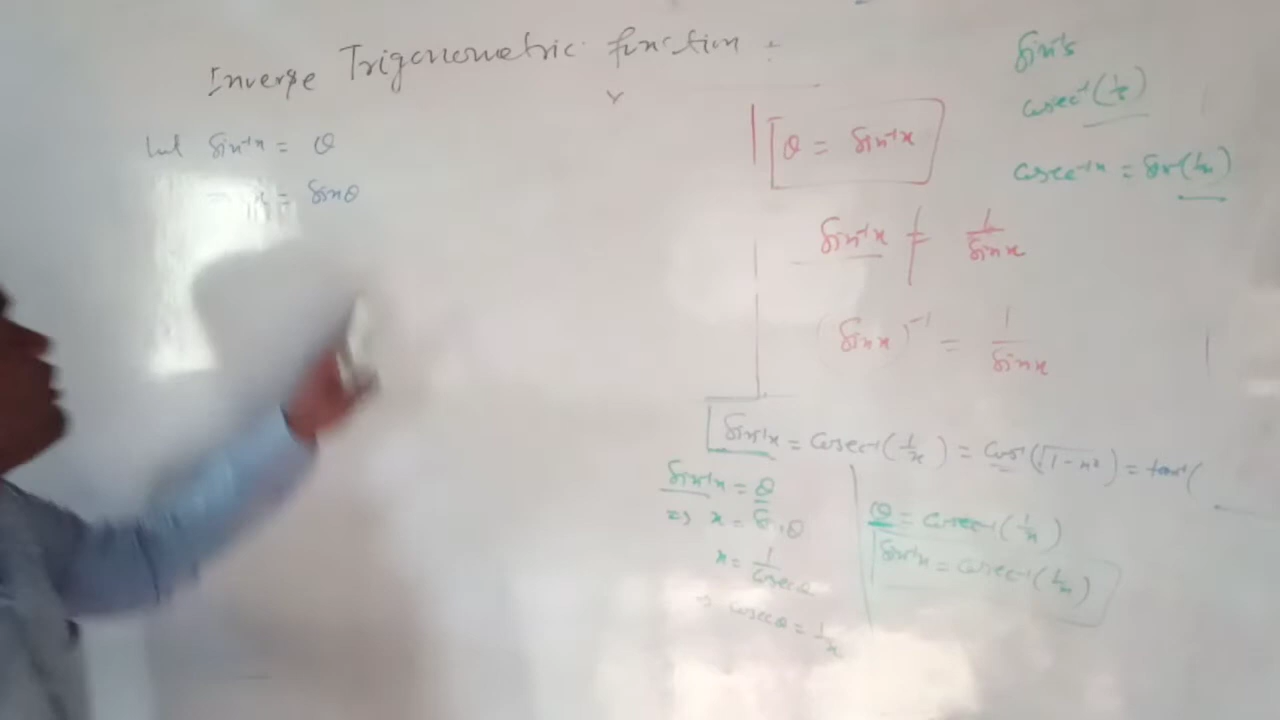 Inverse Trigonometric function :
let sin⁻¹x = θ
x = sinθ
θ = sin⁻¹x
sin⁻¹x ≠ 1/sinx
(sinx)⁻¹ = 1/sinx
sin⁻¹x = cosec⁻¹(1/x) = cos⁻¹(√1-x²) = tan⁻¹(
sin⁻¹x = θ
=> x = θ
x = 1/cosecθ
=> cosecθ = 1/x
θ = cosec⁻¹(1/x)
sin⁻¹x = cosec⁻¹(1/x)
sin⁻¹5
cosec⁻¹(1/5)
cosec⁻¹x = sin⁻¹(1/x)